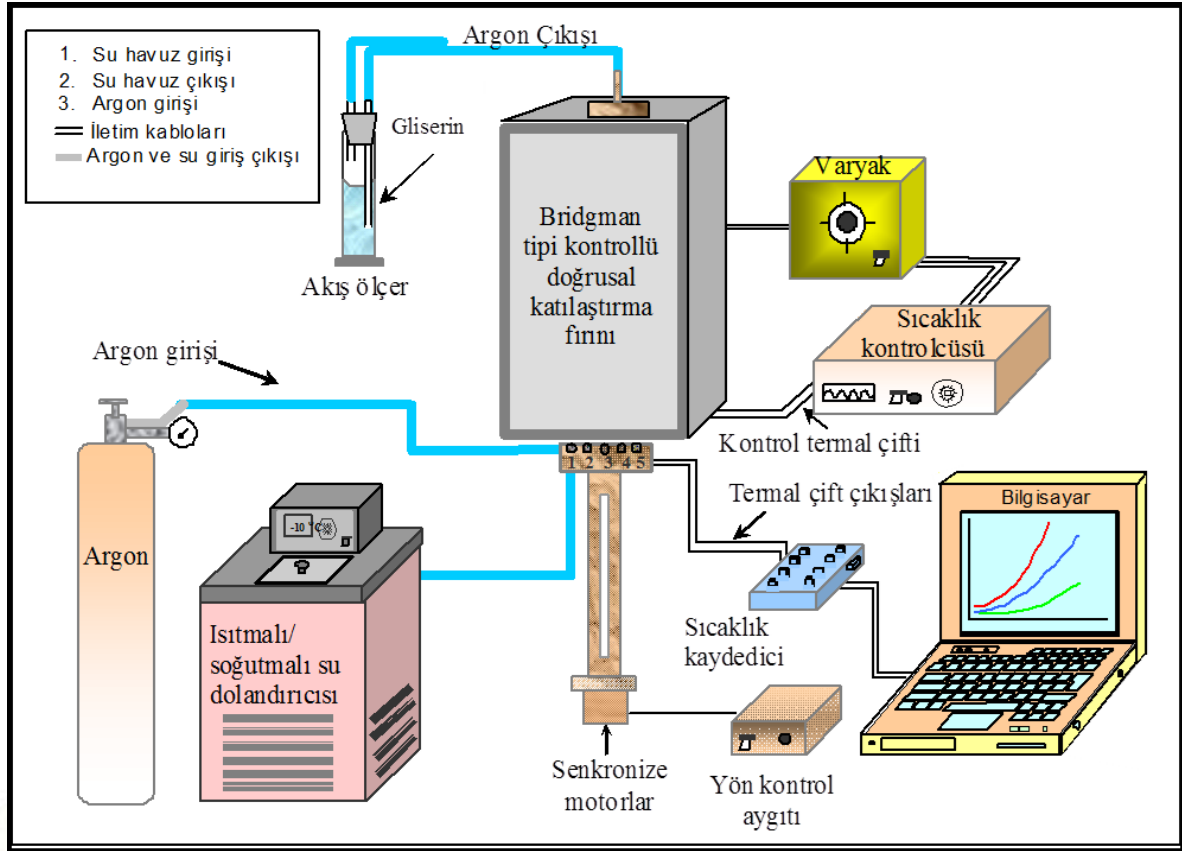 1. Su havuz girişi
2. Su havuz çıkışı
3. Argon girişi
İletim kabloları
Argon ve su giriş çıkışı
Argon Çıkışı
Gliserin
Akış ölçer
Bridgman
tipi kontrollü
doğrusal
katılaştırma
fırını
Varyak
Sıcaklık
kontrolcüsü
Kontrol termal çifti
Argon girişi
Argon
1 2 3 4 5
Termal çift çıkışları
Bilgisayar
-10 °C
Isıtmalı/
soğutmalı su
dolandırıcısı
Sıcaklık
kaydedici
Senkronize
motorlar
Yön kontrol
aygıtı